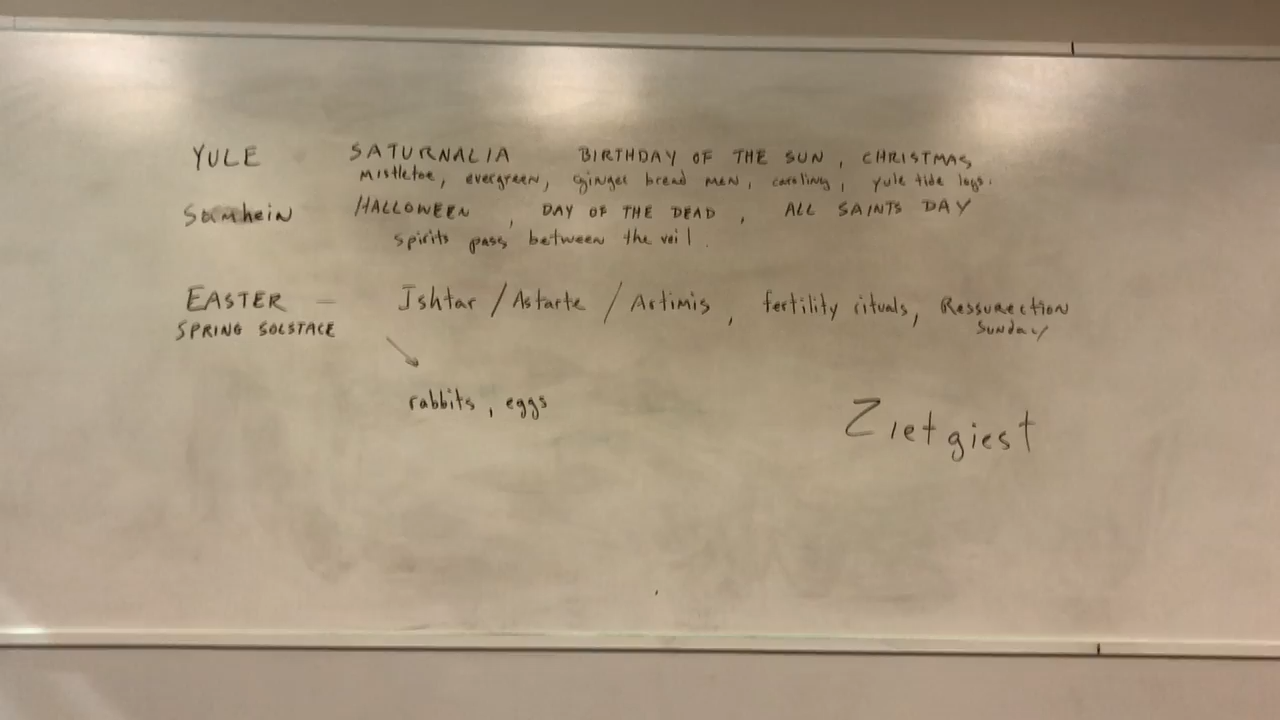 YULE SATURNALIA BIRTHDAY OF THE SUN, CHRISTMAS
Mistletoe, evergreen, ginger bread men, caroling, yule tide logs.
Samhein HALLOWEEN, DAY OF THE DEAD, ALL SAINTS DAY
spirits pass between the veil.
EASTER — Ishtar / Astarte / Artimis, fertility rituals, Ressurection
SPRING SOLSTACE Sunday
rabbits, eggs
Zietgiest